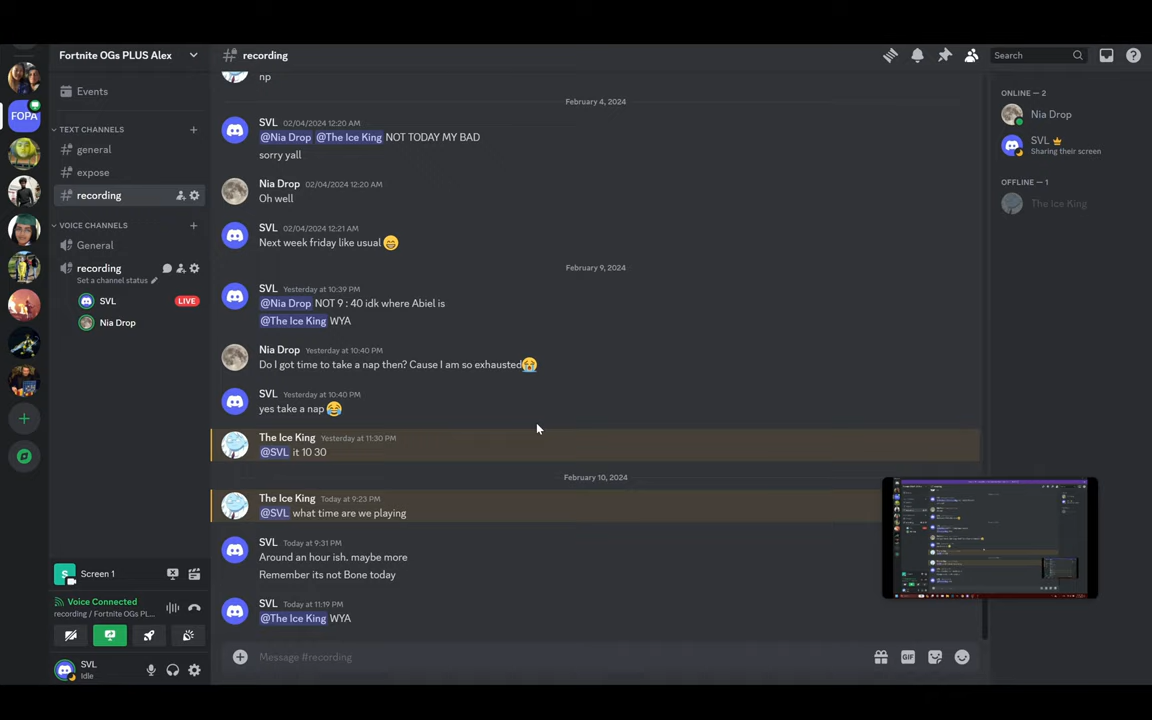 Fortnite OGs PLUS Alex
recording
Search
FOPA
Events
TEXT CHANNELS
general
expose
recording
VOICE CHANNELS
General
recording
Set a channel status
SVL
LIVE
Nia Drop
Screen 1
Voice Connected
recording / Fortnite OGs PL...
SVL
Idle
np
February 4, 2024
SVL 02/04/2024 12:20 AM
@Nia Drop @The Ice King NOT TODAY MY BAD
sorry yall
Nia Drop 02/04/2024 12:20 AM
Oh well
SVL 02/04/2024 12:21 AM
Next week friday like usual 😁
February 9, 2024
SVL Yesterday at 10:39 PM
@Nia Drop NOT 9 : 40 idk where Abiel is
@The Ice King WYA
Nia Drop Yesterday at 10:40 PM
Do I got time to take a nap then? Cause I am so exhausted😭
SVL Yesterday at 10:40 PM
yes take a nap 😂
The Ice King Yesterday at 11:30 PM
@SVL it 10 30
February 10, 2024
The Ice King Today at 9:23 PM
@SVL what time are we playing
SVL Today at 9:31 PM
Around an hour ish. maybe more
Remember its not Bone today
SVL Today at 11:19 PM
@The Ice King WYA
Message #recording
GIF
ONLINE — 2
Nia Drop
SVL
Sharing their screen
OFFLINE — 1
The Ice King